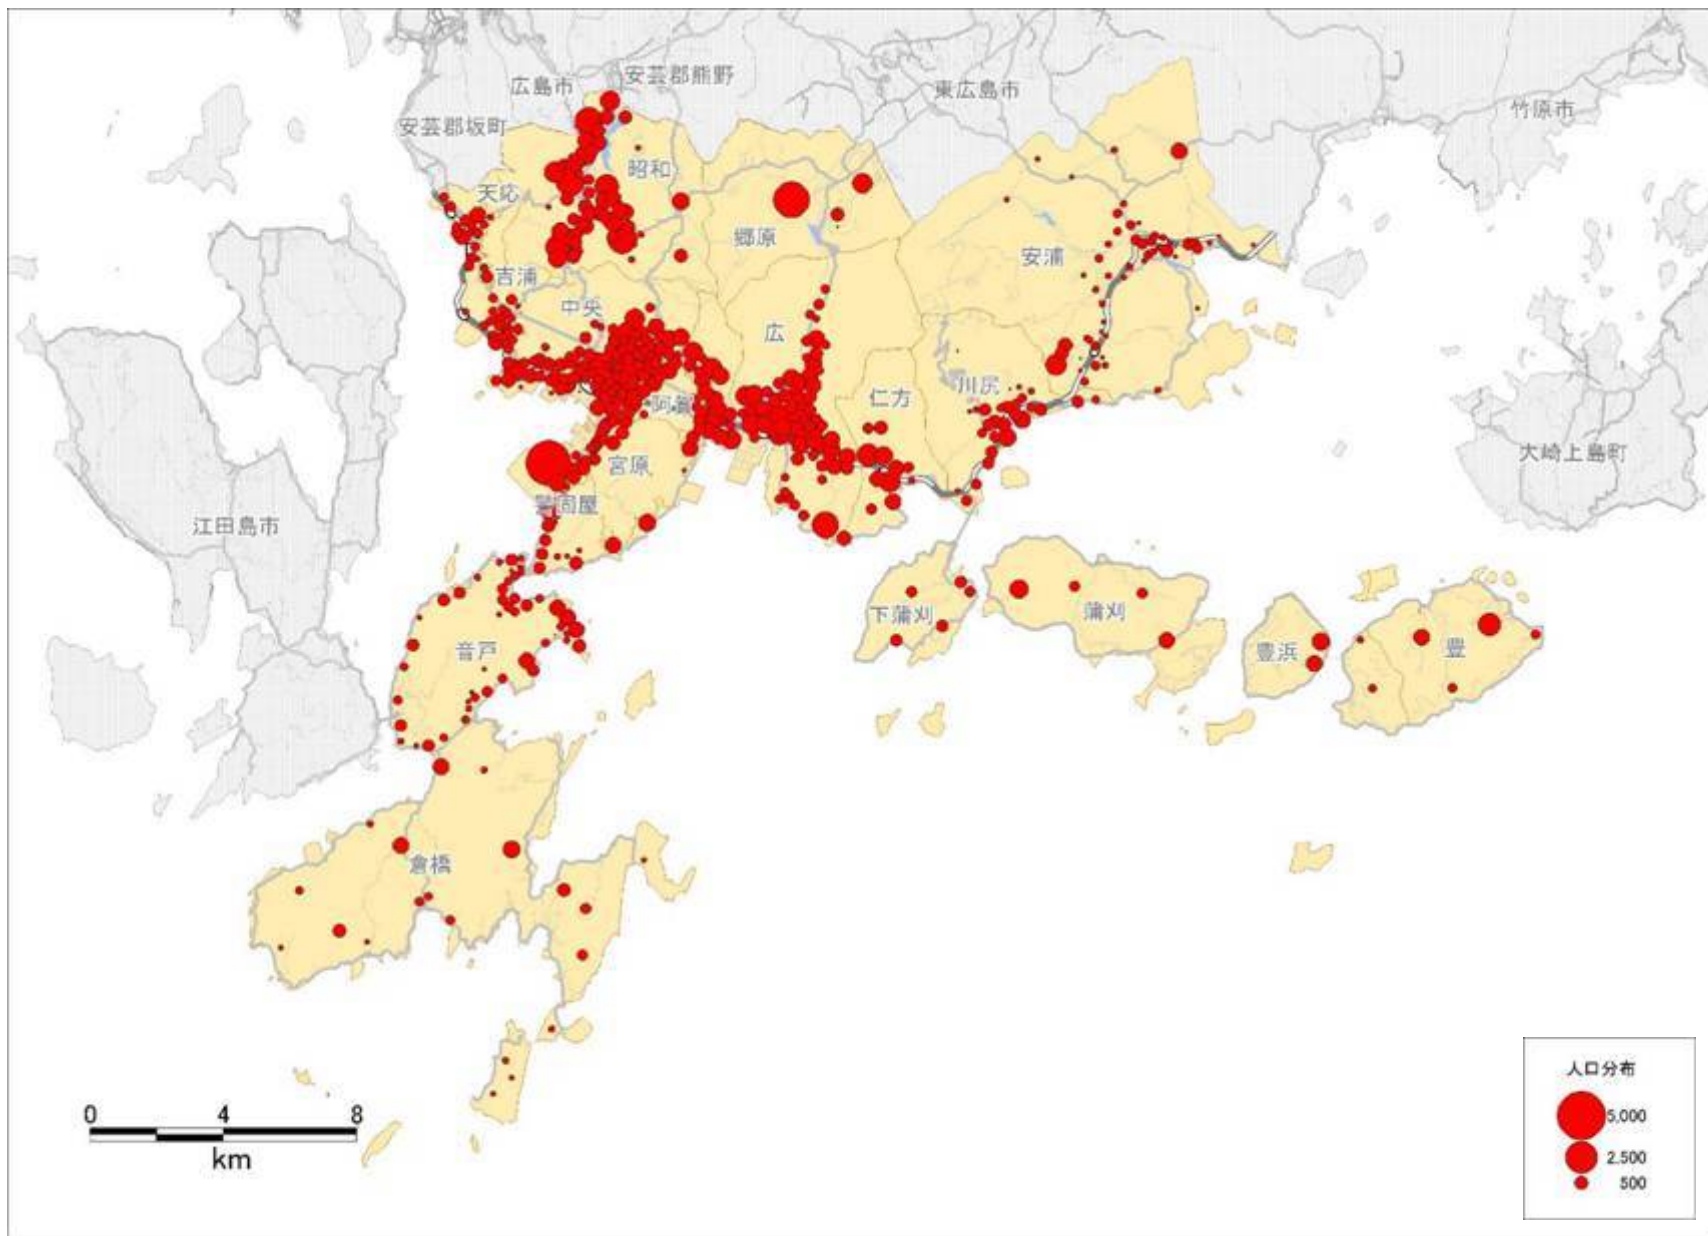 広島市
安芸郡熊野
東広島市
竹原市
安芸郡坂町
昭和
天応
郷原
安浦
吉浦
中央
広
川尻
仁方
阿賀
宮原
大崎上島町
警固屋
江田島市
下蒲刈
蒲刈
豊浜
豊
音戸
倉橋
0 4 8
km
人口分布
5,000
2,500
500